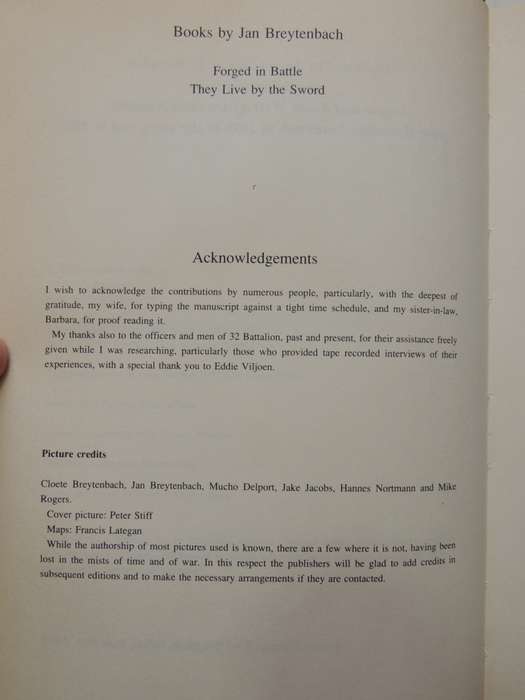 Books by Jan Breytenbach
Forged in Battle
They Live by the Sword
Acknowledgements
I wish to acknowledge the contributions by numerous people, particularly, with the deepest of
gratitude, my wife, for typing the manuscript against a tight time schedule, and my sister-in-law,
Barbara, for proof reading it.
My thanks also to the officers and men of 32 Battalion, past and present, for their assistance freely
given while I was researching, particularly those who provided tape recorded interviews of their
experiences, with a special thank you to Eddie Viljoen.
Picture credits
Cloete Breytenbach, Jan Breytenbach, Mucho Delport, Jake Jacobs, Hannes Nortmann and Mike
Rogers.
Cover picture: Peter Stiff
Maps: Francis Lategan
While the authorship of most pictures used is known, there are a few where it is not, having been
lost in the mists of time and of war. In this respect the publishers will be glad to add credits in
subsequent editions and to make the necessary arrangements if they are contacted.